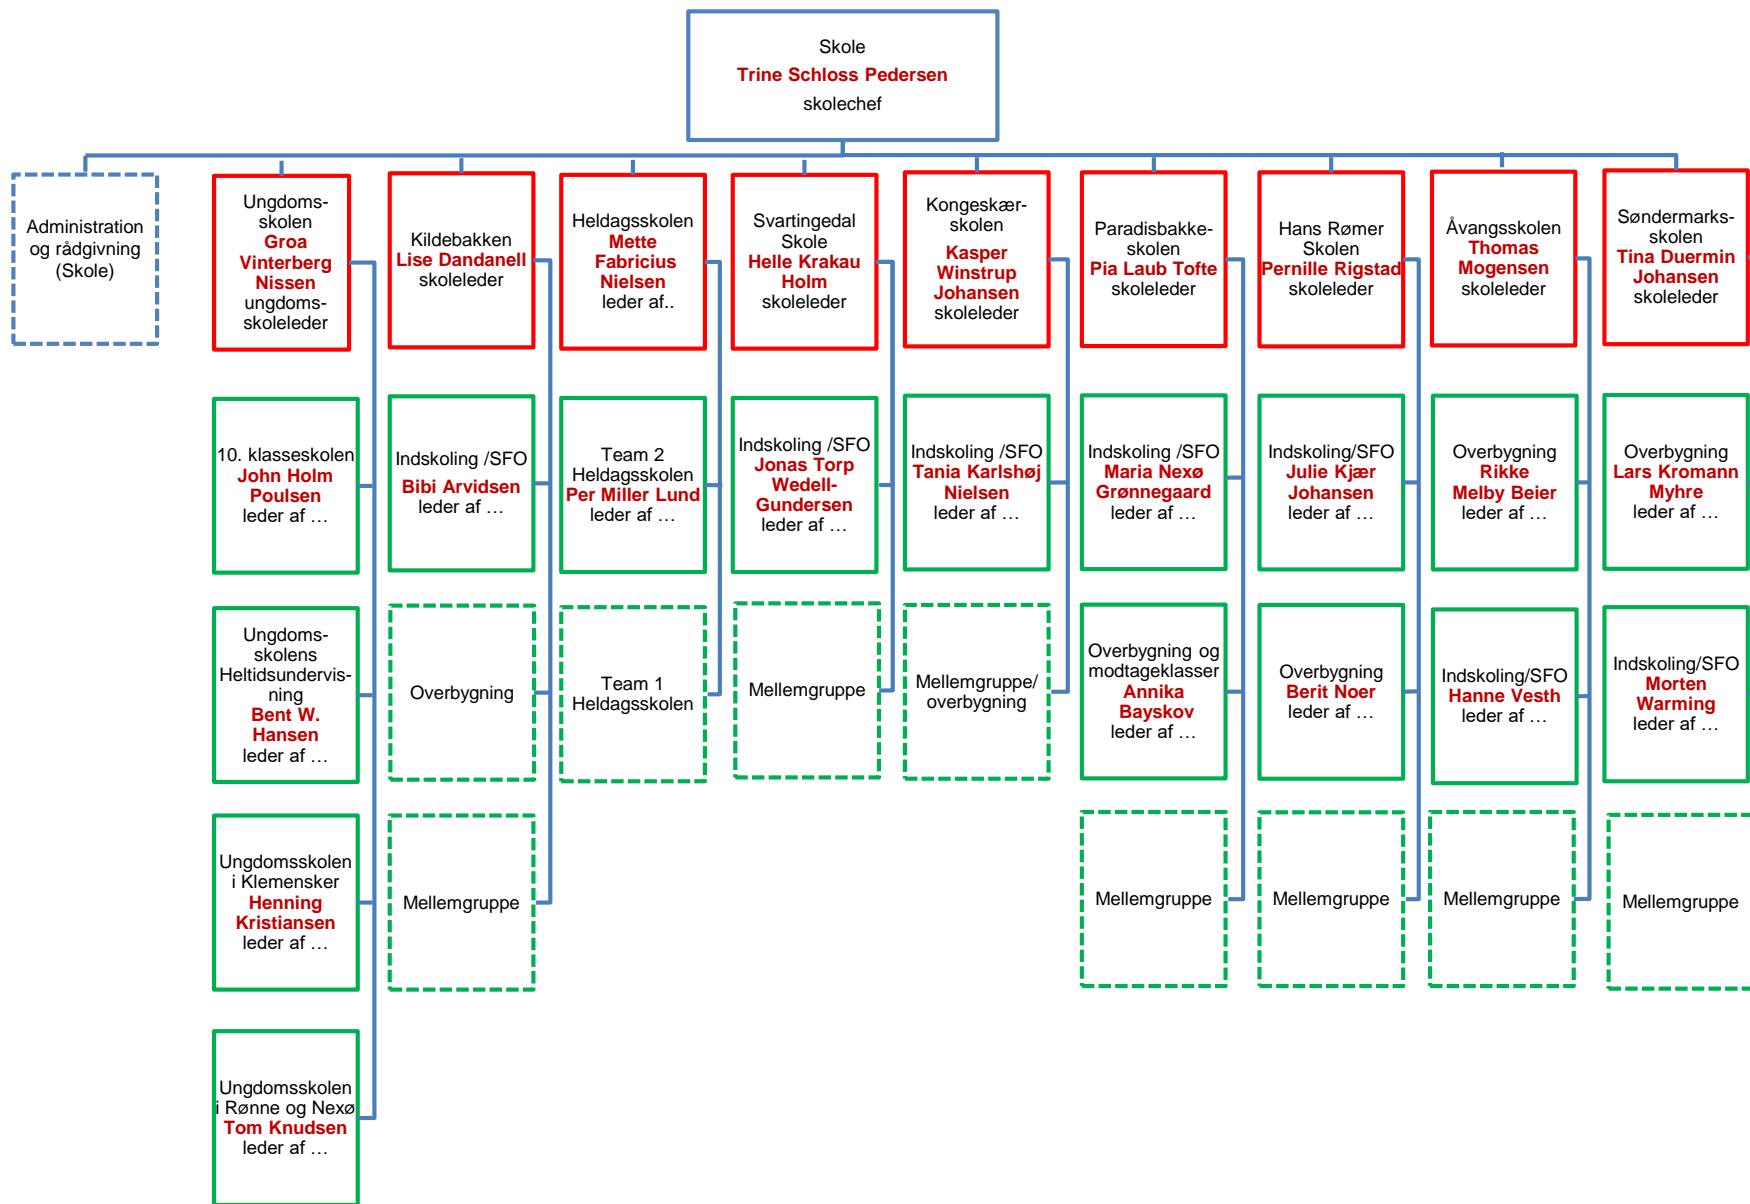 Skole
Trine Schloss Pedersen
skolechef
Administration
og rådgivning
(Skole)
Ungdoms-
skolen
Groa
Vinterberg
Nissen
ungdoms-
skoleleder
Kildebakken
Lise Dandanell
skoleleder
Heldagsskolen
Mette
Fabricius
Nielsen
leder af..
Svartingedal
Skole
Helle Krakau
Holm
skoleleder
Kongeskær-
skolen
Kasper
Winstrup
Johansen
skoleleder
Paradisbakke-
skolen
Pia Laub Tofte
skoleleder
Hans Rømer
Skolen
Pernille Rigstad
skoleleder
Åvangsskolen
Thomas
Mogensen
skoleleder
Søndermarks-
skolen
Tina Duermin
Johansen
skoleleder
10. klasseskolen
John Holm
Poulsen
leder af …
Indskoling /SFO
Bibi Arvidsen
leder af …
Team 2
Heldagsskolen
Per Miller Lund
leder af …
Indskoling /SFO
Jonas Torp
Wedell-
Gundersen
leder af …
Indskoling /SFO
Tania Karlshøj
Nielsen
leder af …
Indskoling /SFO
Maria Nexø
Grønnegaard
leder af …
Indskoling/SFO
Julie Kjær
Johansen
leder af …
Overbygning
Rikke
Melby Beier
leder af …
Overbygning
Lars Kromann
Myhre
leder af …
Ungdoms-
skolens
Heltidsundervis-
ning
Bent W.
Hansen
leder af …
Overbygning
Team 1
Heldagsskolen
Mellemgruppe
Mellemgruppe/
overbygning
Overbygning og
modtageklasser
Annika
Bayskov
leder af …
Overbygning
Berit Noer
leder af …
Indskoling/SFO
Hanne Vesth
leder af …
Indskoling/SFO
Morten
Warming
leder af …
Ungdomsskolen
i Klemensker
Henning
Kristiansen
leder af …
Mellemgruppe
Mellemgruppe
Mellemgruppe
Mellemgruppe
Mellemgruppe
Ungdomsskolen
i Rønne og Nexø
Tom Knudsen
leder af …